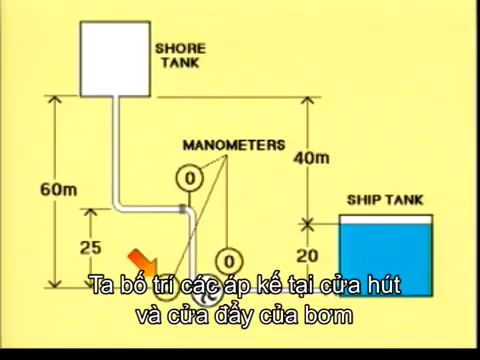 SHORE
TANK
MANOMETERS
0
40m
60m
SHIP TANK
25
0
20
Ta bố trí các áp kế tại cửa hút
và cửa đẩy của bơm